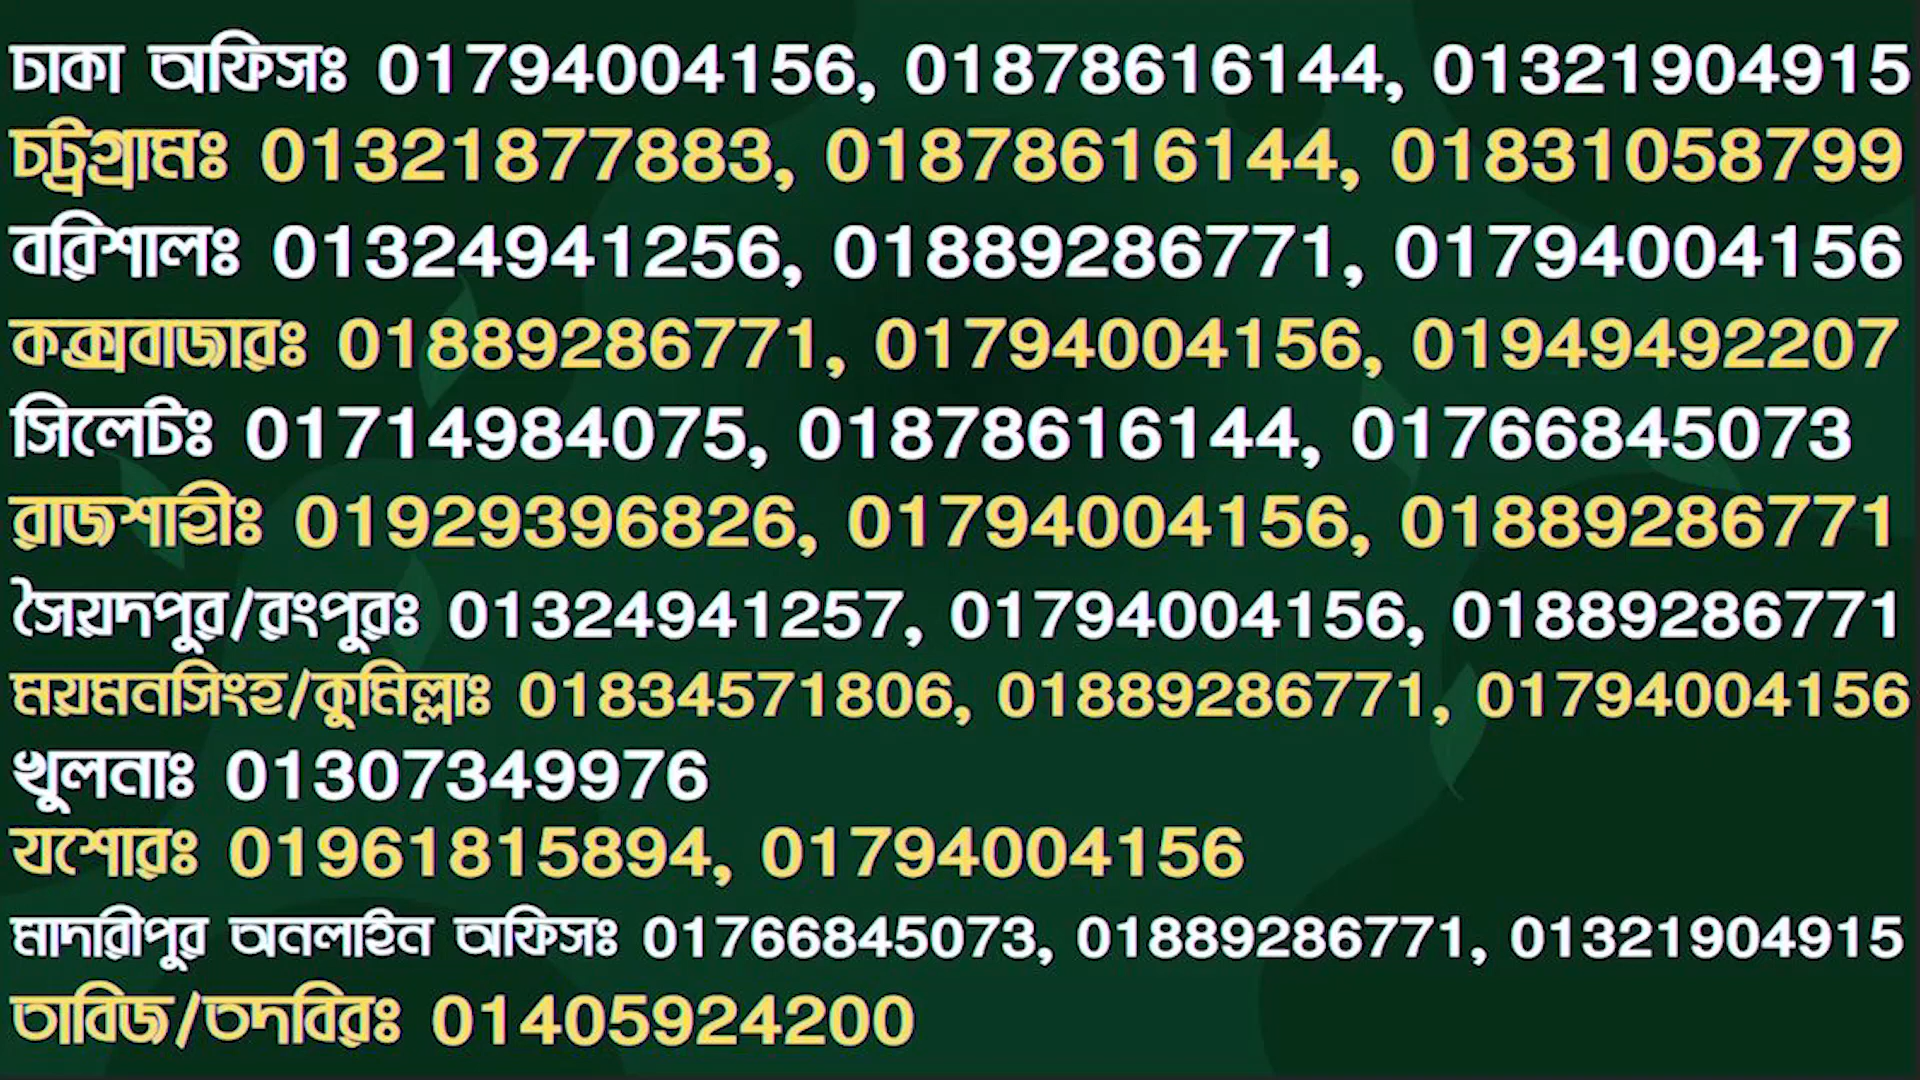 ঢাকা অফিসঃ 01794004156, 01878616144, 01321904915
চট্রগ্রামঃ 01321877883, 01878616144, 01831058799
বরিশালঃ 01324941256, 01889286771, 01794004156
কক্সবাজারঃ 01889286771, 01794004156, 01949492207
সিলেটঃ 01714984075, 01878616144, 01766845073
রাজশাহীঃ 01929396826, 01794004156, 01889286771
সৈয়দপুর/রংপুরঃ 01324941257, 01794004156, 01889286771
ময়মনসিংহ/কুমিল্লাঃ 01834571806, 01889286771, 01794004156
খুলনাঃ 01307349976
যশোরঃ 01961815894, 01794004156
মাদরীপুর অনলাইন অফিসঃ 01766845073, 01889286771, 01321904915
তাবিজ/তদবিরঃ 01405924200